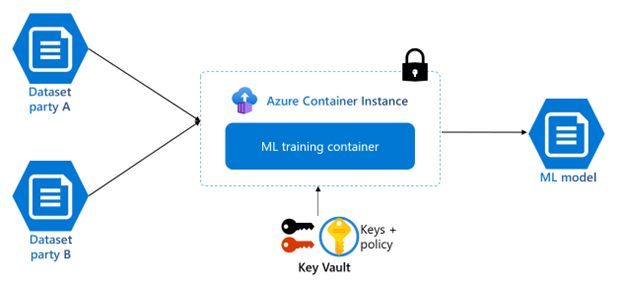 Dataset
party A
Azure Container Instance
ML training container
ML model
Dataset
party B
Keys +
policy
Key Vault